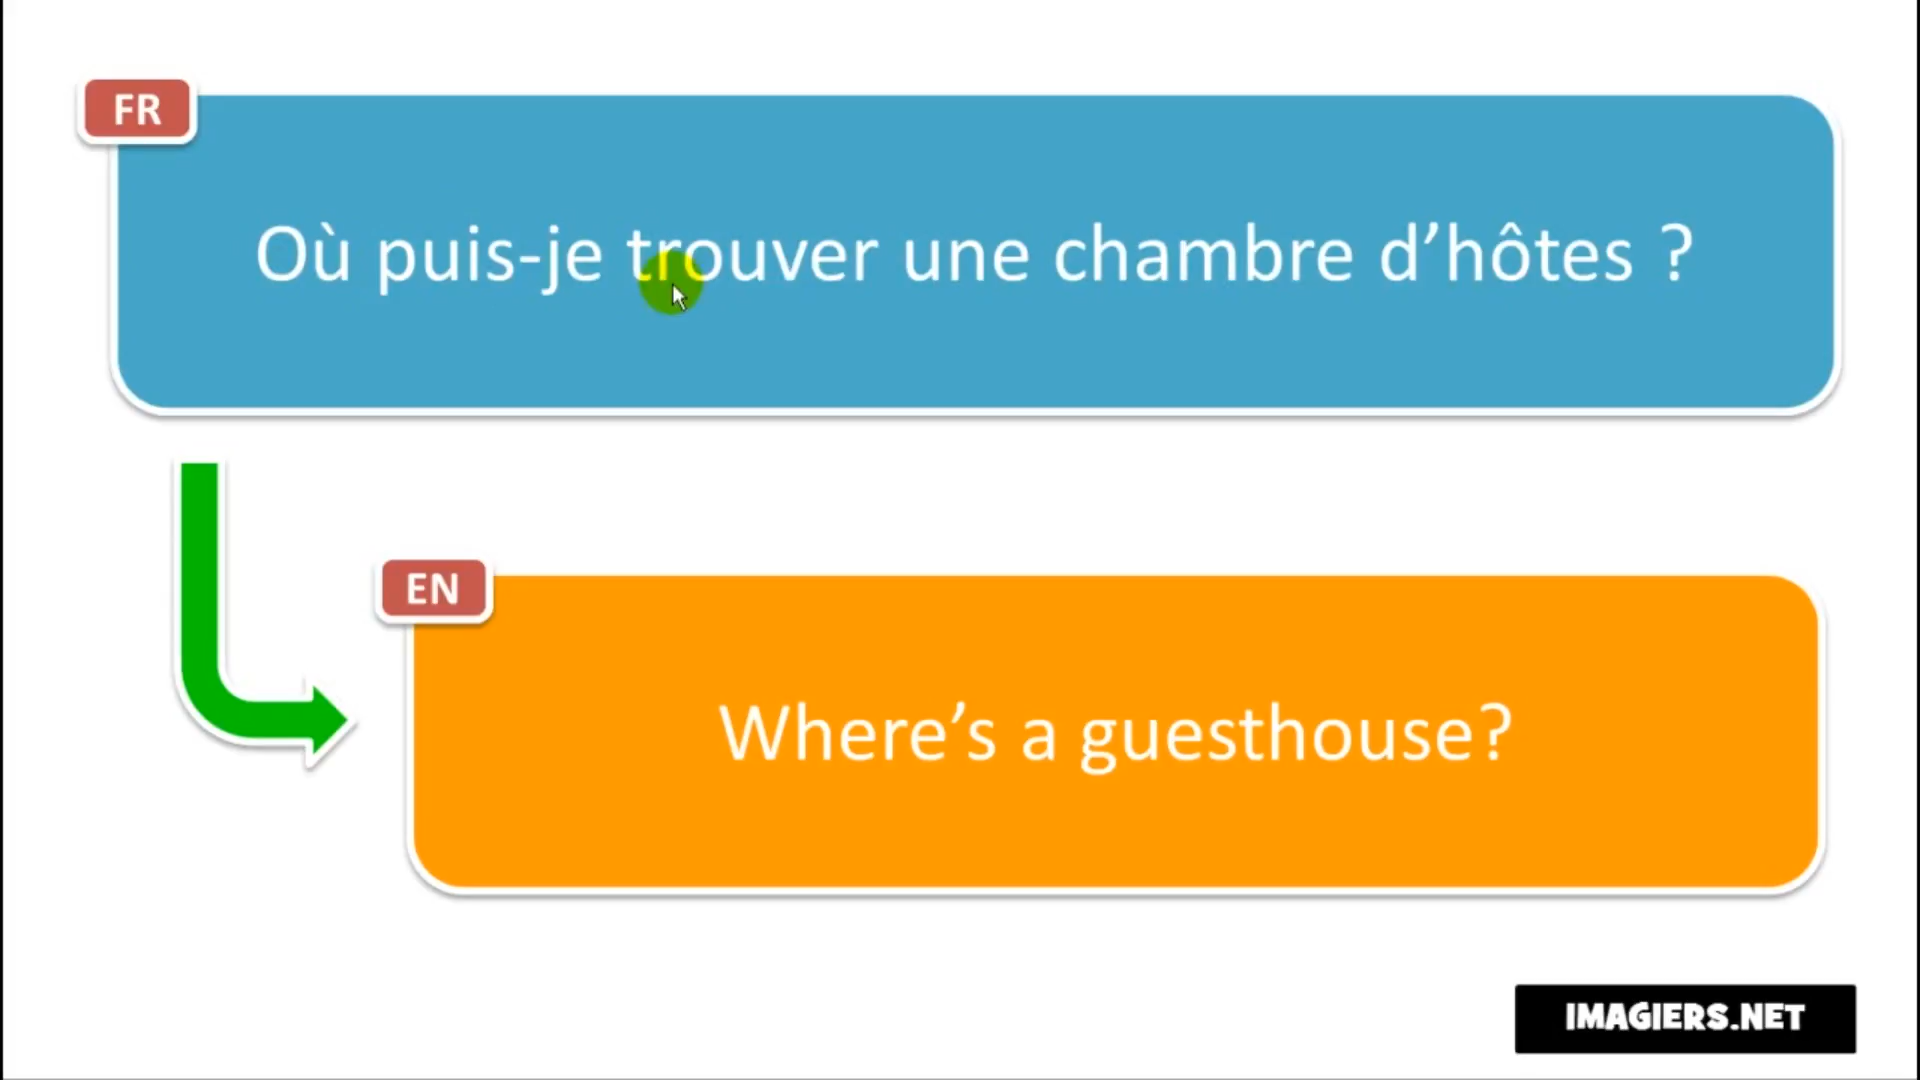 FR
Où puis-je trouver une chambre d’hôtes ?
EN
Where’s a guesthouse?
IMAGIERS.NET